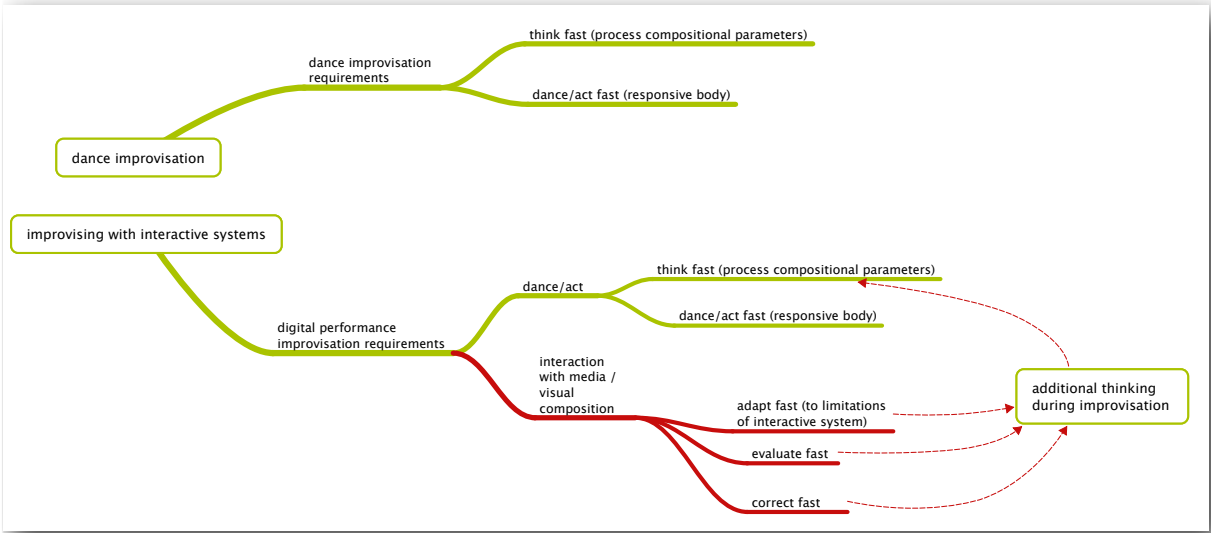 think fast (process compositional parameters)
dance improvisation
requirements
dance/act fast (responsive body)
dance improvisation
improvising with interactive systems
think fast (process compositional parameters)
dance/act
dance/act fast (responsive body)
digital performance
improvisation requirements
interaction
with media /
visual
composition
adapt fast (to limitations
of interactive system)
evaluate fast
correct fast
additional thinking
during improvisation